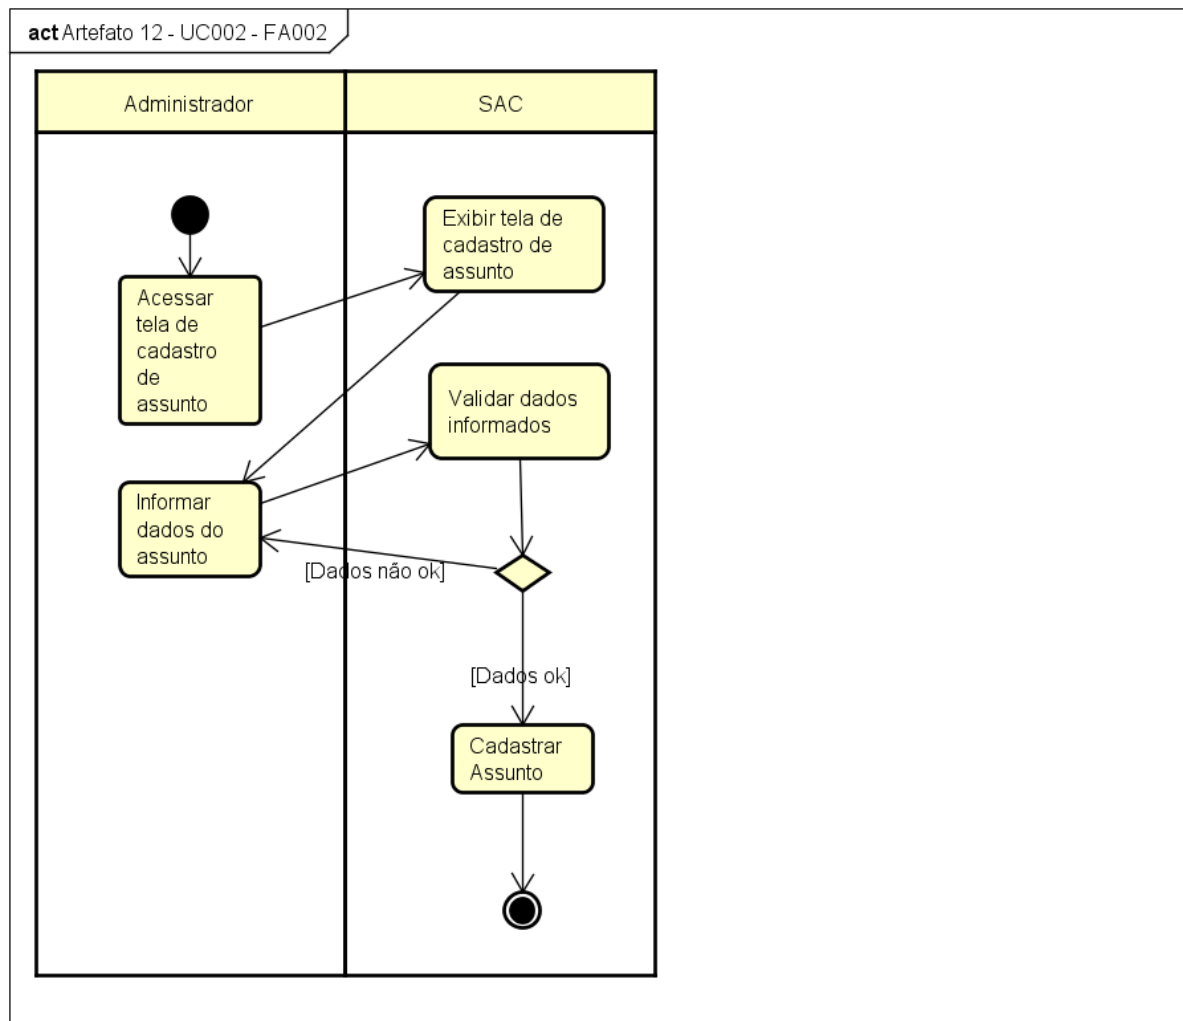 act Artefato 12 - UC002 - FA002
Administrador
SAC
Exibir tela de
cadastro de
assunto
Acessar
tela de
cadastro
de
assunto
Validar dados
informados
Informar
dados do
assunto
[Dados não ok]
[Dados ok]
Cadastrar
Assunto